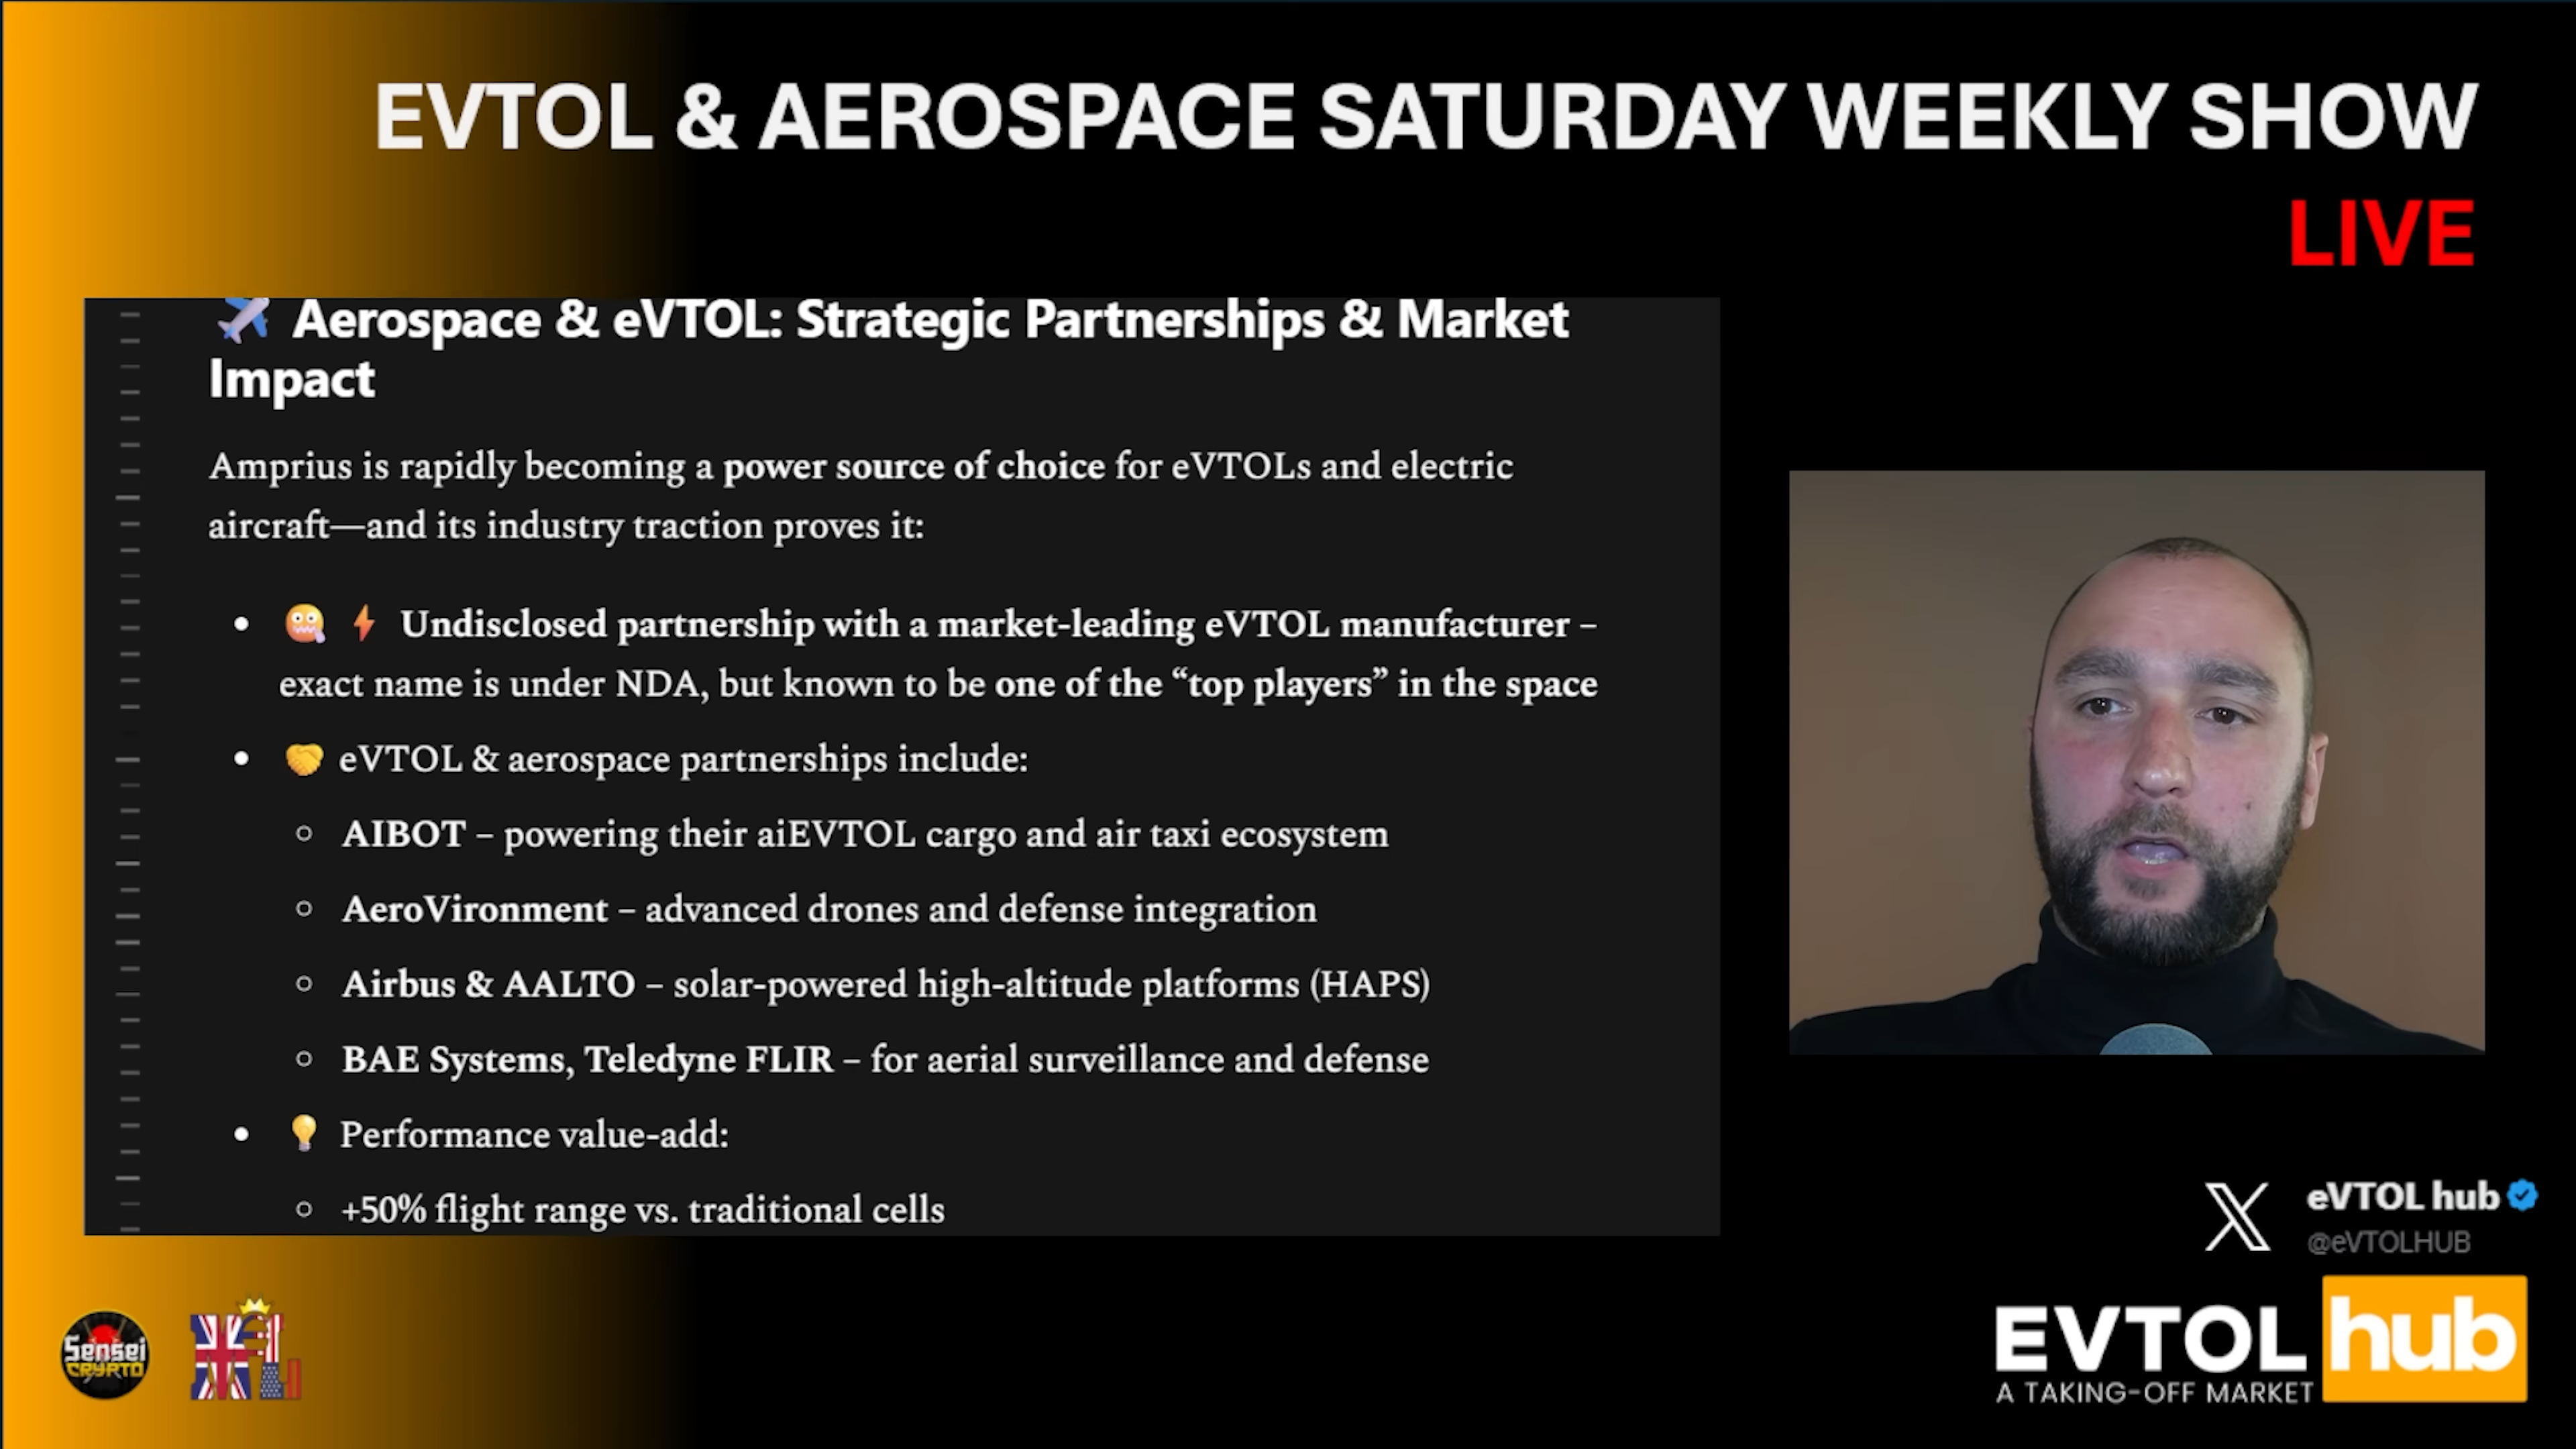 EVTOL & AEROSPACE SATURDAY WEEKLY SHOW
LIVE
✈️ Aerospace & eVTOL: Strategic Partnerships & Market
Impact
Amprius is rapidly becoming a power source of choice for eVTOLs and electric
aircraft—and its industry traction proves it:
• 🤐 ⚡ Undisclosed partnership with a market-leading eVTOL manufacturer –
exact name is under NDA, but known to be one of the “top players” in the space
• 🤝 eVTOL & aerospace partnerships include:
○ AIBOT – powering their aiEVTOL cargo and air taxi ecosystem
○ AeroVironment – advanced drones and defense integration
○ Airbus & AALTO – solar-powered high-altitude platforms (HAPS)
○ BAE Systems, Teledyne FLIR – for aerial surveillance and defense
• 💡 Performance value-add:
○ +50% flight range vs. traditional cells
eVTOL hub
@eVTOLHUB
EVTOL hub
A TAKING-OFF MARKET
Sensei
CRYPTO